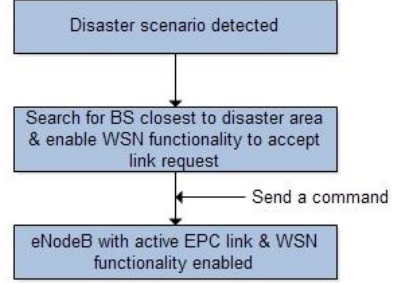 Disaster scenario detected
Search for BS closest to disaster area
& enable WSN functionality to accept
link request
Send a command
eNodeB with active EPC link & WSN
functionality enabled